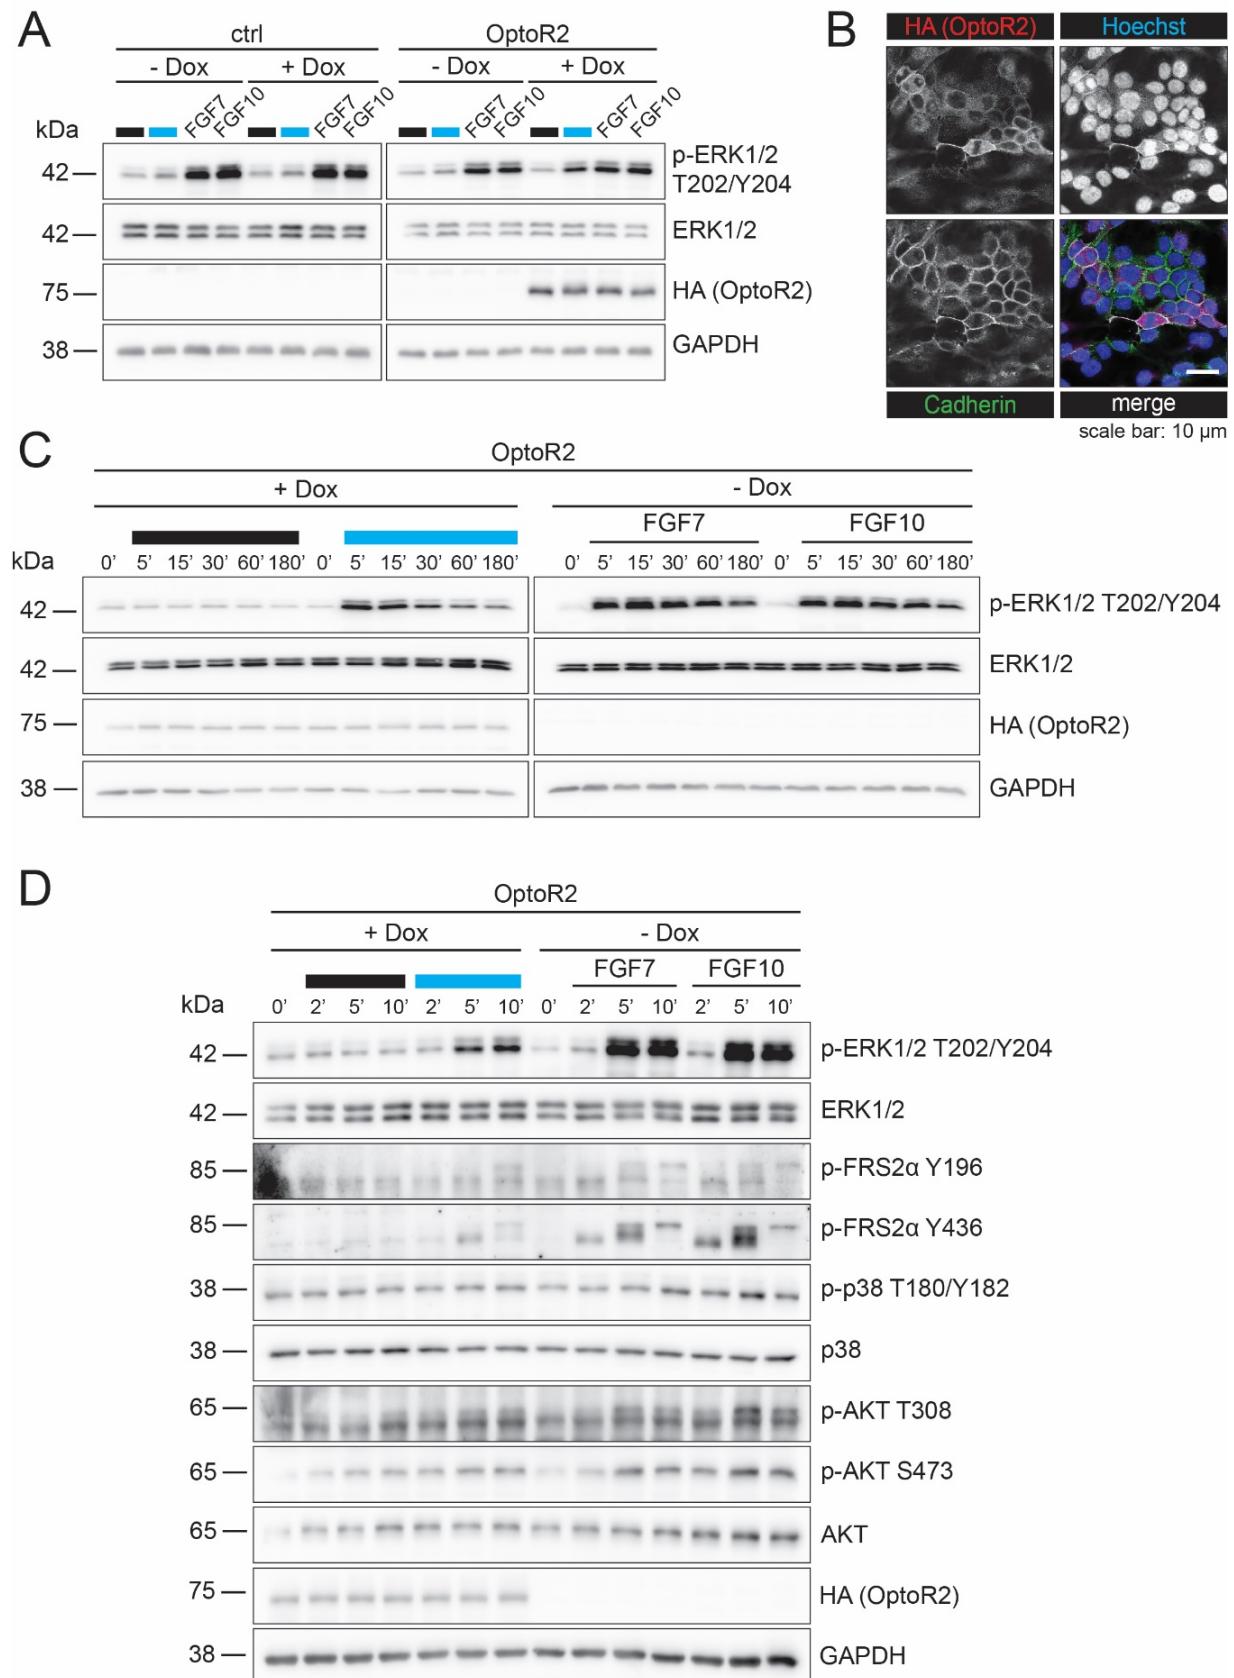 A
ctrl
OptoR2
- Dox
+ Dox
- Dox
+ Dox
kDa
FGF7
FGF10
FGF7
FGF10
FGF7
FGF10
FGF7
FGF10
42
p-ERK1/2
T202/Y204
42
ERK1/2
75
HA (OptoR2)
38
GAPDH
B
HA (OptoR2)
Hoechst
Cadherin
merge
scale bar: 10 µm
C
OptoR2
+ Dox
- Dox
FGF7
FGF10
kDa
0' 5' 15' 30' 60' 180' 0' 5' 15' 30' 60' 180' 0' 5' 15' 30' 60' 180' 0' 5' 15' 30' 60' 180'
42
p-ERK1/2 T202/Y204
42
ERK1/2
75
HA (OptoR2)
38
GAPDH
D
OptoR2
+ Dox
- Dox
FGF7
FGF10
kDa
0' 2' 5' 10' 2' 5' 10' 0' 2' 5' 10' 2' 5' 10'
42
p-ERK1/2 T202/Y204
42
ERK1/2
85
p-FRS2α Y196
85
p-FRS2α Y436
38
p-p38 T180/Y182
38
p38
65
p-AKT T308
65
p-AKT S473
65
AKT
75
HA (OptoR2)
38
GAPDH